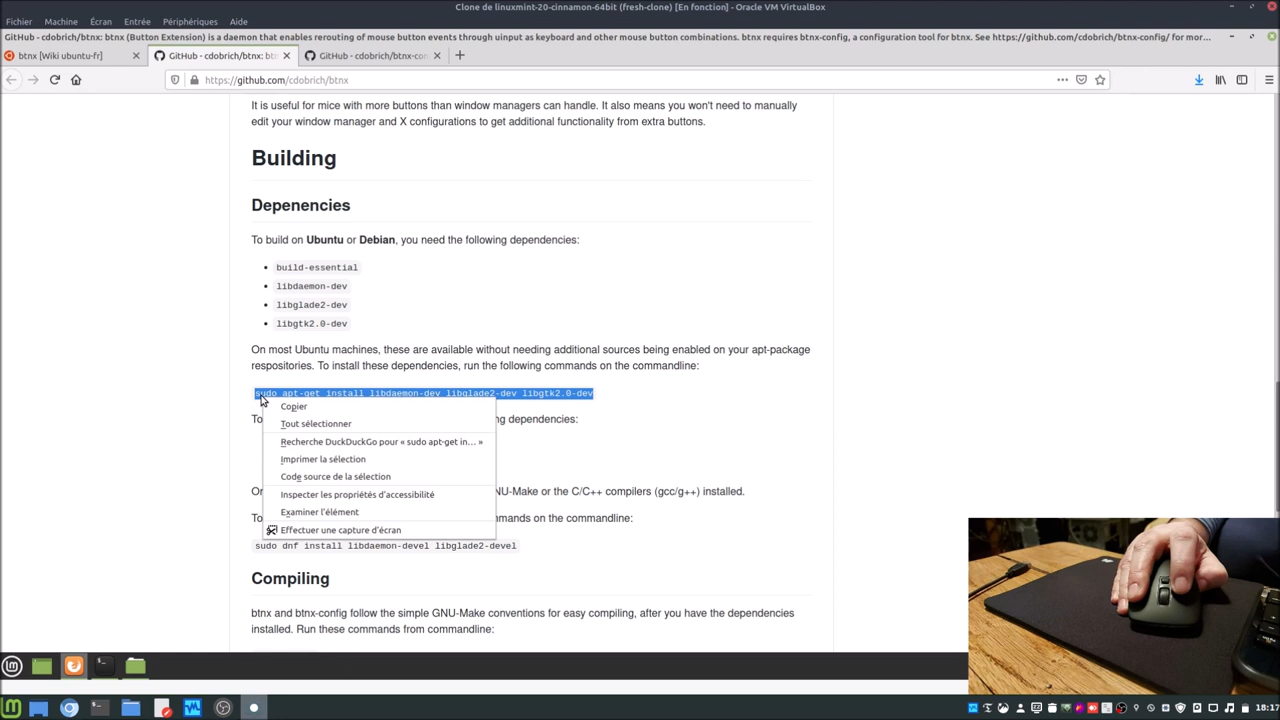 Clone de linuxmint-20-cinnamon-64bit (fresh-clone) [En fonction] - Oracle VM VirtualBox
Fichier Machine Écran Entrée Périphériques Aide
GitHub - cdobrich/btnx: btnx (Button Extension) is a daemon that enables rerouting of mouse button events through uinput as keyboard and other mouse button combinations. btnx requires btnx-config, a configuration tool for btnx. See https://github.com/cdobrich/btnx-config/ for mor...
btnx [Wiki ubuntu-fr] GitHub - cdobrich/btnx: bt GitHub - cdobrich/btnx-con
https://github.com/cdobrich/btnx
It is useful for mice with more buttons than window managers can handle. It also means you won't need to manually
edit your window manager and X configurations to get additional functionality from extra buttons.
Building
Depenencies
To build on Ubuntu or Debian, you need the following dependencies:
build-essential
libdaemon-dev
libglade2-dev
libgtk2.0-dev
On most Ubuntu machines, these are available without needing additional sources being enabled on your apt-package
respositories. To install these dependencies, run the following commands on the commandline:
sudo apt-get install libdaemon-dev libglade2-dev libgtk2.0-dev
Copier
To ng dependencies:
Tout sélectionner
Recherche DuckDuckGo pour « sudo apt-get in… »
Imprimer la sélection
Code source de la sélection
On NU-Make or the C/C++ compilers (gcc/g++) installed.
Inspecter les propriétés d'accessibilité
Examiner l'élément
To mmands on the commandline:
Effectuer une capture d'écran
sudo dnf install libdaemon-devel libglade2-devel
Compiling
btnx and btnx-config follow the simple GNU-Make conventions for easy compiling, after you have the dependencies
installed. Run these commands from commandline:
18:17